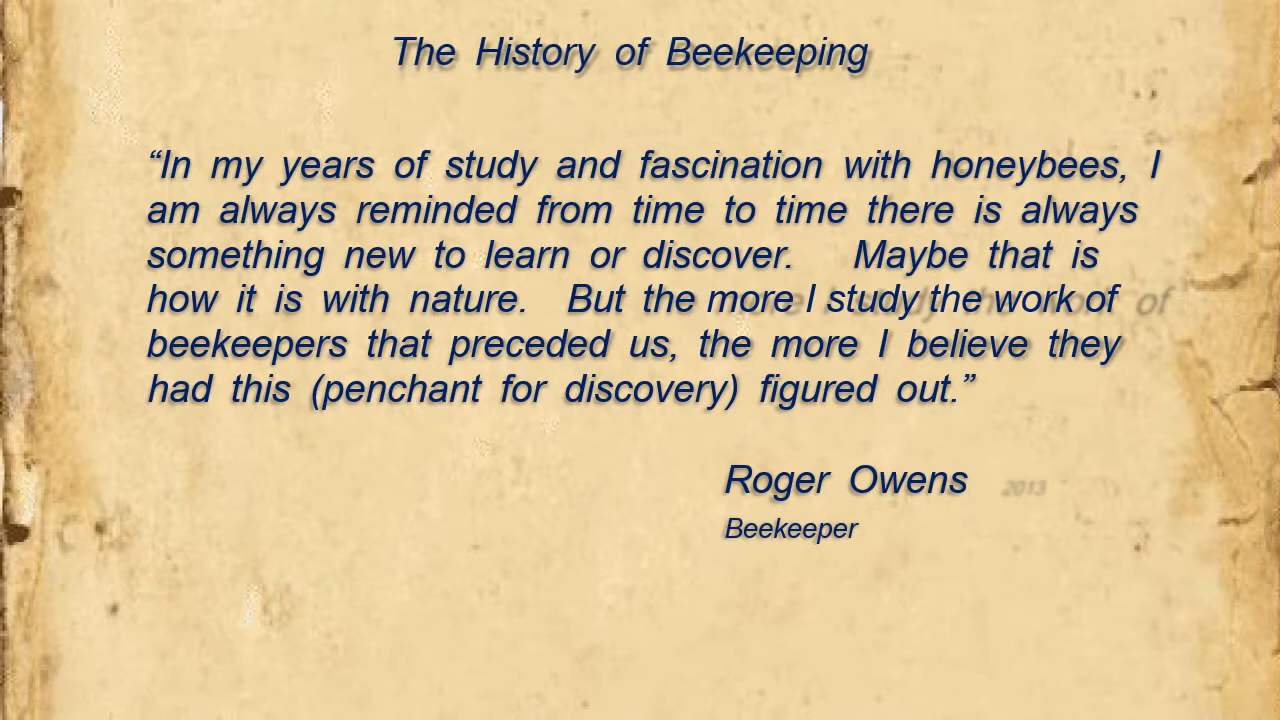 The History of Beekeeping
“In my years of study and fascination with honeybees, I
am always reminded from time to time there is always
something new to learn or discover. Maybe that is
how it is with nature. But the more I study the work of
beekeepers that preceded us, the more I believe they
had this (penchant for discovery) figured out.”
Roger Owens 2013
Beekeeper